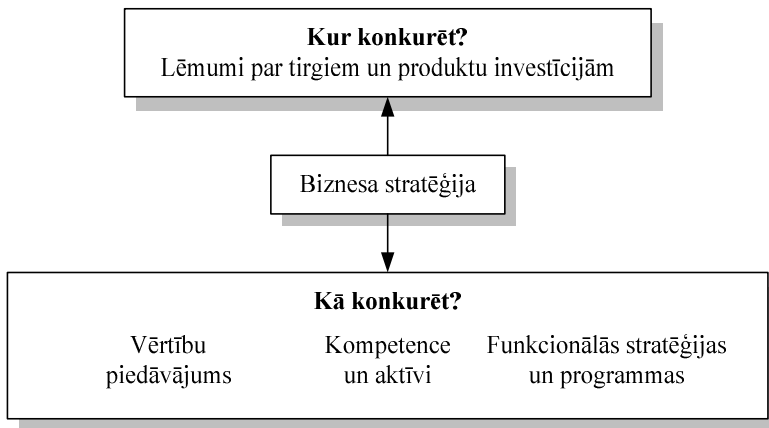 Kur konkurēt?
Lēmumi par tirgiem un produktu investīcijām
Biznesa stratēģija
Kā konkurēt?
Vērtību
piedāvājums
Kompetence
un aktīvi
Funkcionālās stratēģijas
un programmas